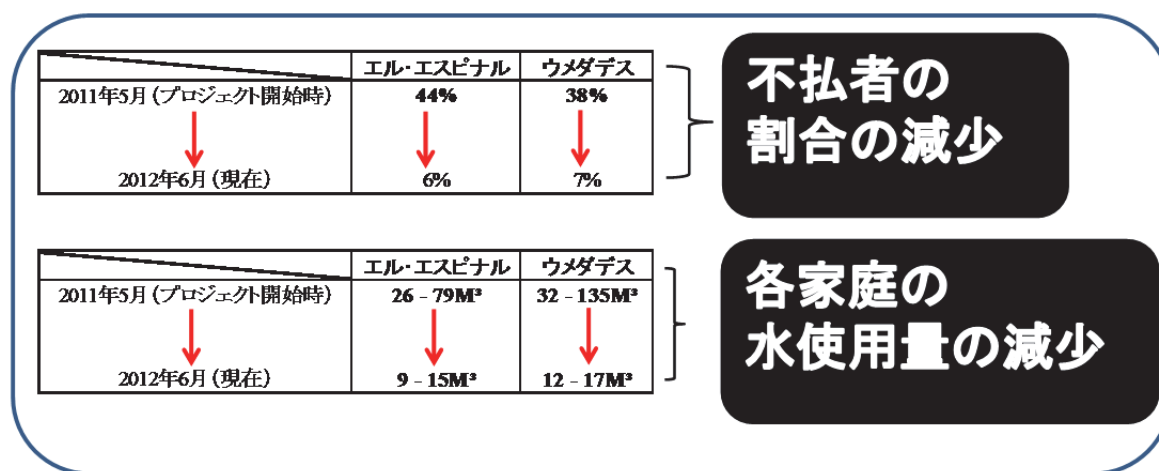 エル・エスピナル ウメダデス
2011年5月(プロジェクト開始時) 44% 38%
2012年6月(現在) 6% 7%
不払者の
割合の減少
エル・エスピナル ウメダデス
2011年5月(プロジェクト開始時) 26 - 79M³ 32 - 135M³
2012年6月(現在) 9 - 15M³ 12 - 17M³
各家庭の
水使用量の減少